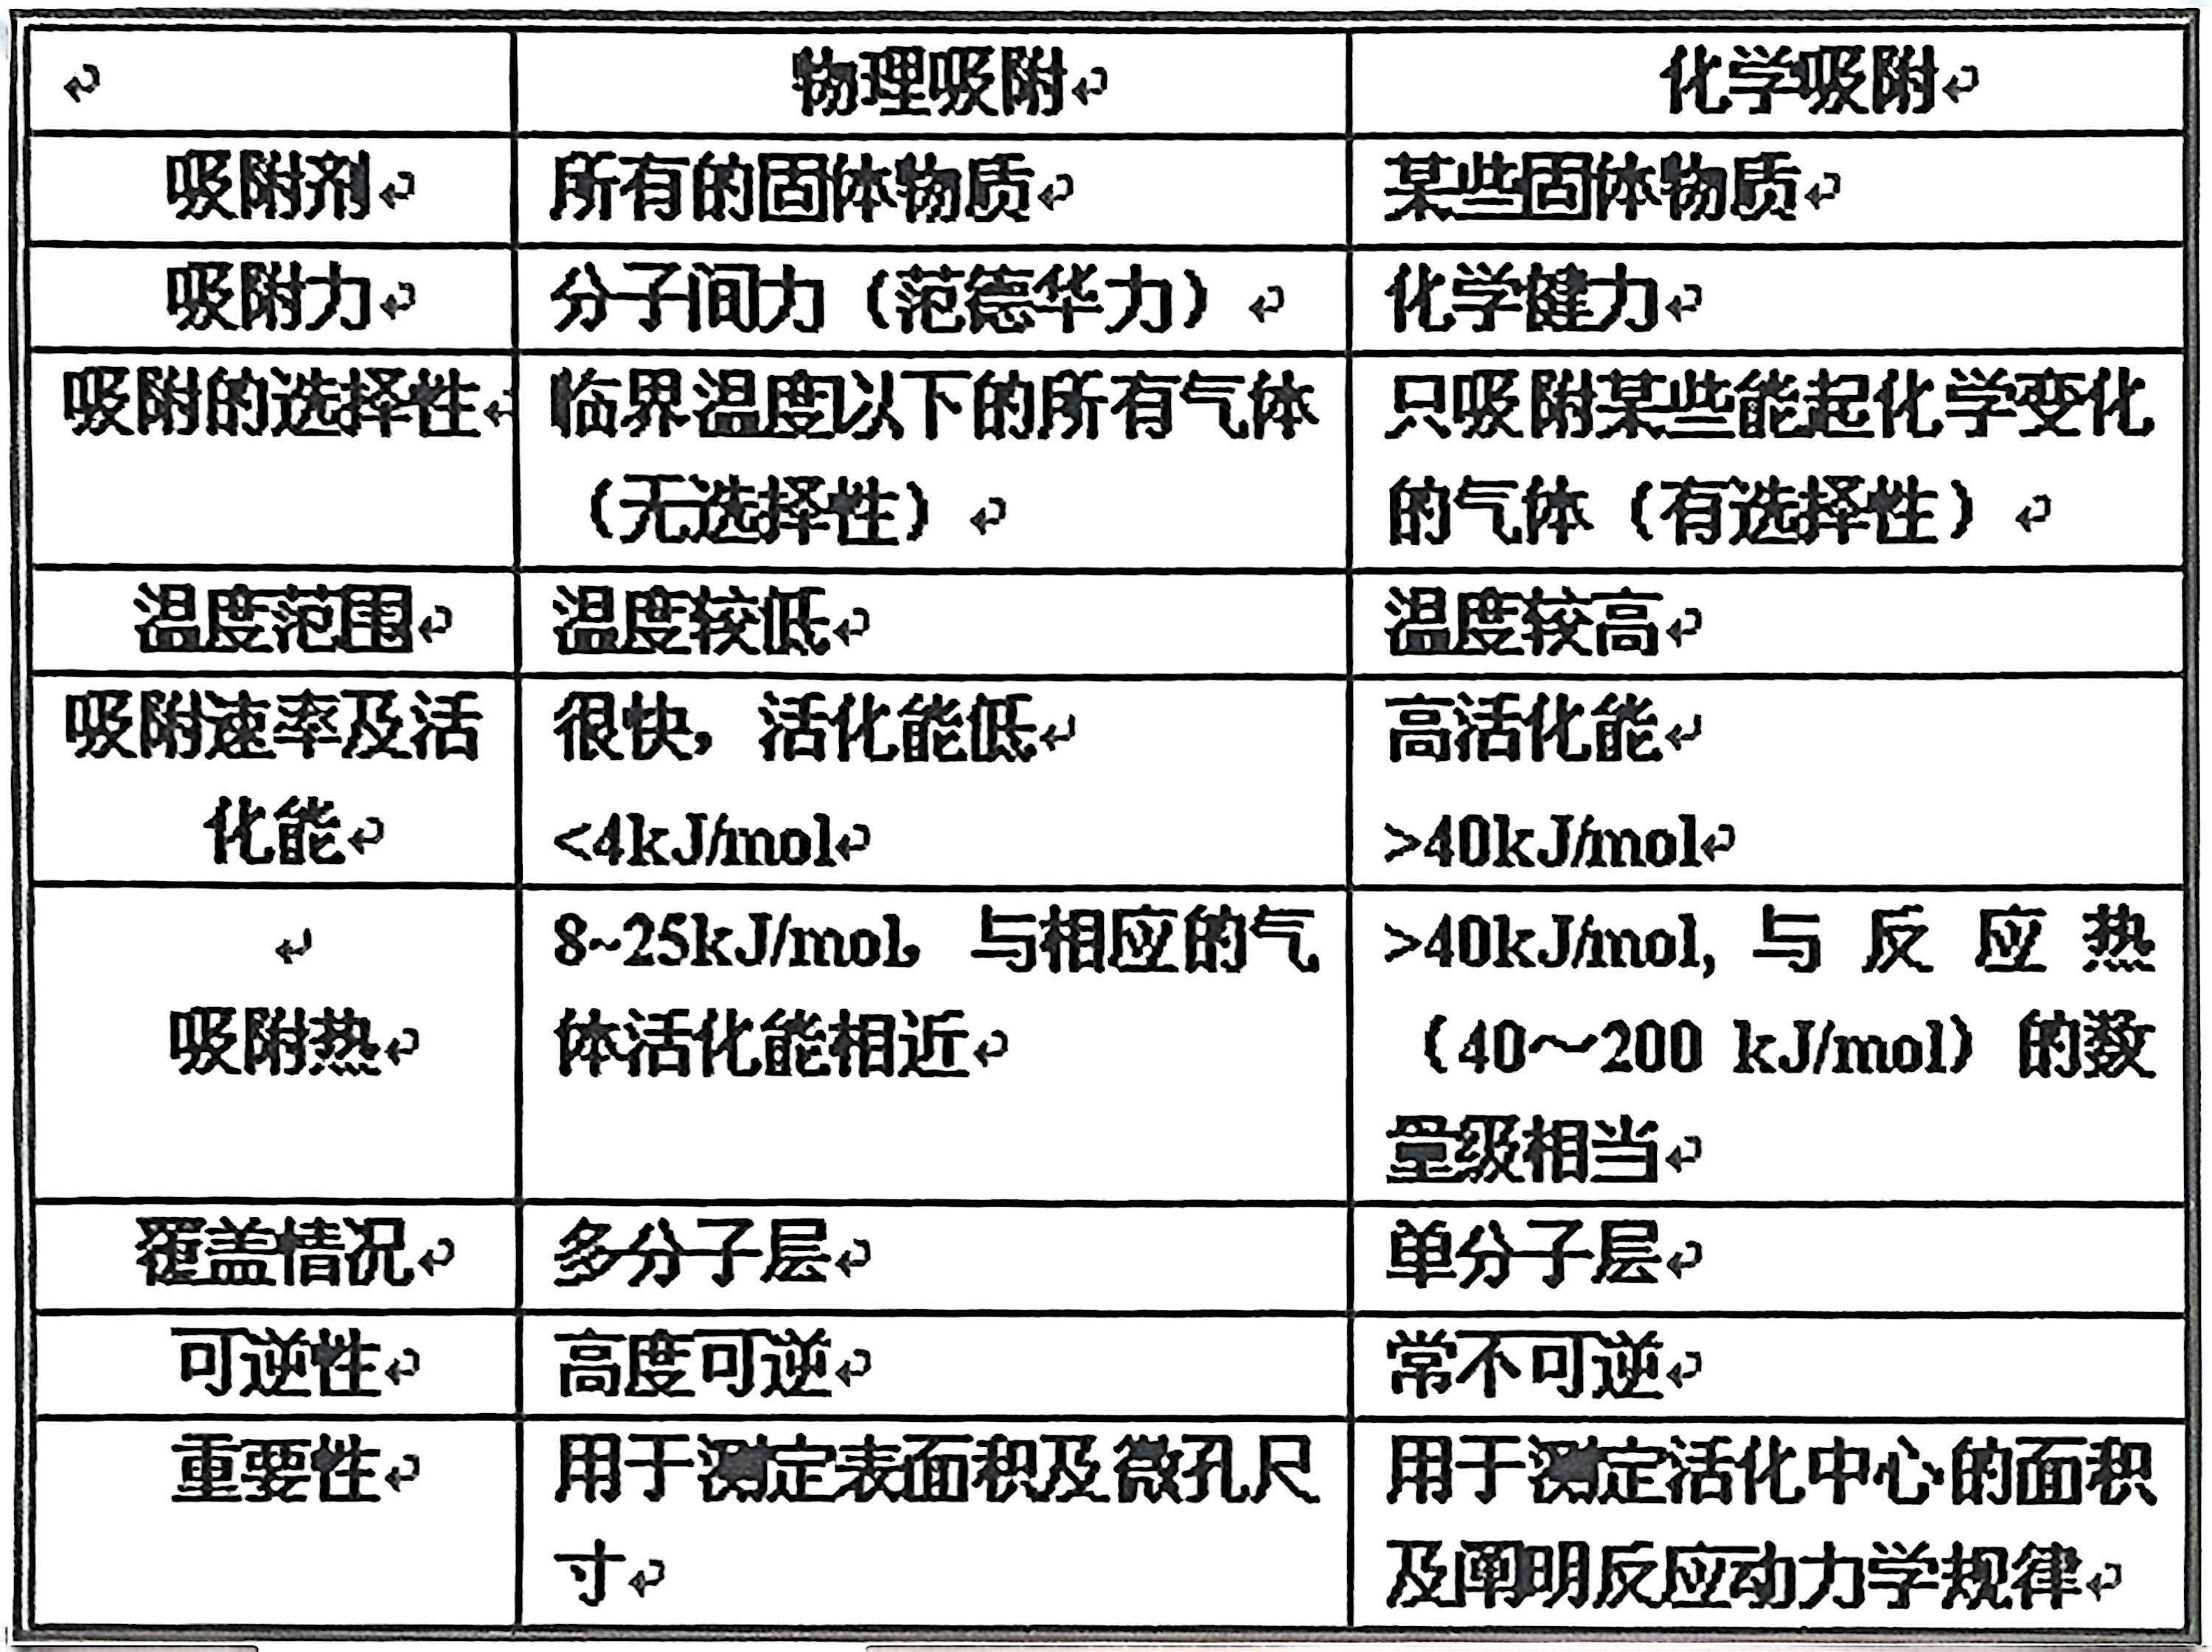 物理吸附
化学吸附
吸附剂
所有的固体物质
某些固体物质
吸附力
分子间力（范德华力）
化学健力
吸附的选择性
临界温度以下的所有气体
（无选择性）
只吸附某些能起化学变化
的气体（有选择性）
温度范围
温度较低
温度较高
吸附速率及活
化能
很快，活化能低
<4kJ/mol
高活化能
>40kJ/mol
吸附热
8~25kJ/mol，与相应的气
体活化能相近
>40kJ/mol, 与反应热
（40～200 kJ/mol）的数
量级相当
覆盖情况
多分子层
单分子层
可逆性
高度可逆
常不可逆
重要性
用于测定表面积及微孔尺
寸
用于测定活化中心的面积
及阐明反应动力学规律